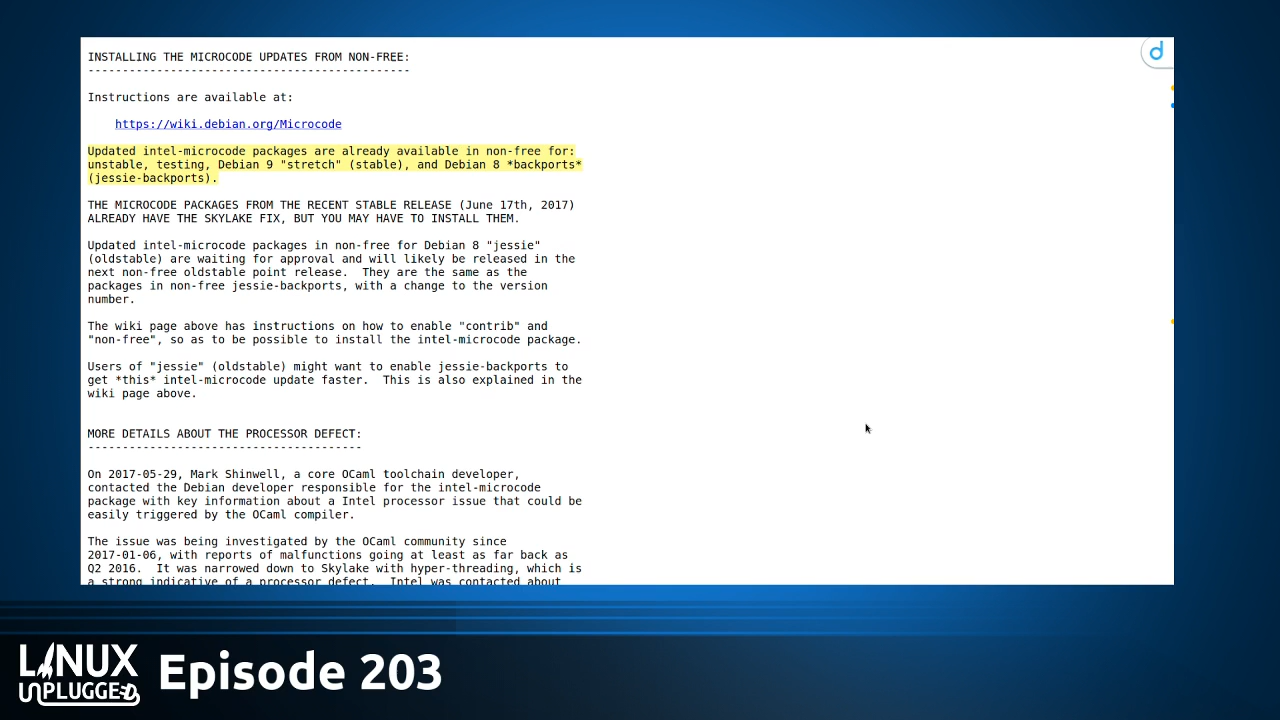 INSTALLING THE MICROCODE UPDATES FROM NON-FREE:
-----------------------------------------------
Instructions are available at:
https://wiki.debian.org/Microcode
Updated intel-microcode packages are already available in non-free for:
unstable, testing, Debian 9 "stretch" (stable), and Debian 8 *backports*
(jessie-backports).
THE MICROCODE PACKAGES FROM THE RECENT STABLE RELEASE (June 17th, 2017)
ALREADY HAVE THE SKYLAKE FIX, BUT YOU MAY HAVE TO INSTALL THEM.
Updated intel-microcode packages in non-free for Debian 8 "jessie"
(oldstable) are waiting for approval and will likely be released in the
next non-free oldstable point release.  They are the same as the
packages in non-free jessie-backports, with a change to the version
number.
The wiki page above has instructions on how to enable "contrib" and
"non-free", so as to be possible to install the intel-microcode package.
Users of "jessie" (oldstable) might want to enable jessie-backports to
get *this* intel-microcode update faster.  This is also explained in the
wiki page above.
MORE DETAILS ABOUT THE PROCESSOR DEFECT:
----------------------------------------
On 2017-05-29, Mark Shinwell, a core OCaml toolchain developer,
contacted the Debian developer responsible for the intel-microcode
package with key information about a Intel processor issue that could be
easily triggered by the OCaml compiler.
The issue was being investigated by the OCaml community since
2017-01-06, with reports of malfunctions going at least as far back as
Q2 2016.  It was narrowed down to Skylake with hyper-threading, which is
a strong indicative of a processor defect.  Intel was contacted about
d
LINUX
UNPLUGGED
Episode 203